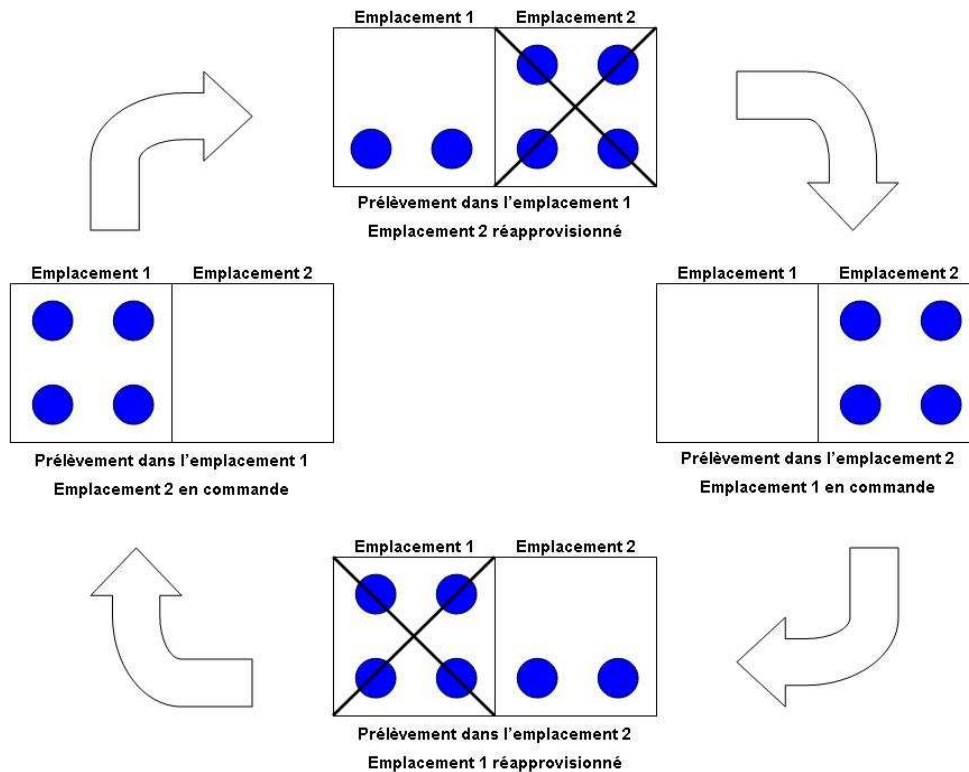 Emplacement 1 Emplacement 2
Prélèvement dans l'emplacement 1
Emplacement 2 réapprovisionné
Emplacement 1 Emplacement 2
Prélèvement dans l'emplacement 1
Emplacement 2 en commande
Emplacement 1 Emplacement 2
Prélèvement dans l'emplacement 2
Emplacement 1 en commande
Emplacement 1 Emplacement 2
Prélèvement dans l'emplacement 2
Emplacement 1 réapprovisionné